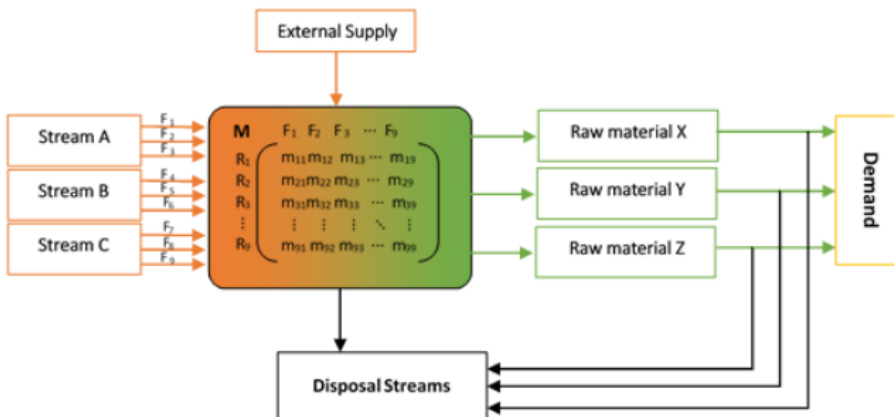 External Supply
Stream A
F1
F2
F3
Stream B
F4
F5
F6
Stream C
F7
F8
F9
M F1 F2 F3 ⋯ F9
R1 m11 m12 m13 ⋯ m19
R2 m21 m22 m23 ⋯ m29
R3 m31 m32 m33 ⋯ m39
⋮ ⋮ ⋮ ⋮ ⋱ ⋮
R9 m91 m92 m93 ⋯ m99
Raw material X
Raw material Y
Raw material Z
Demand
Disposal Streams